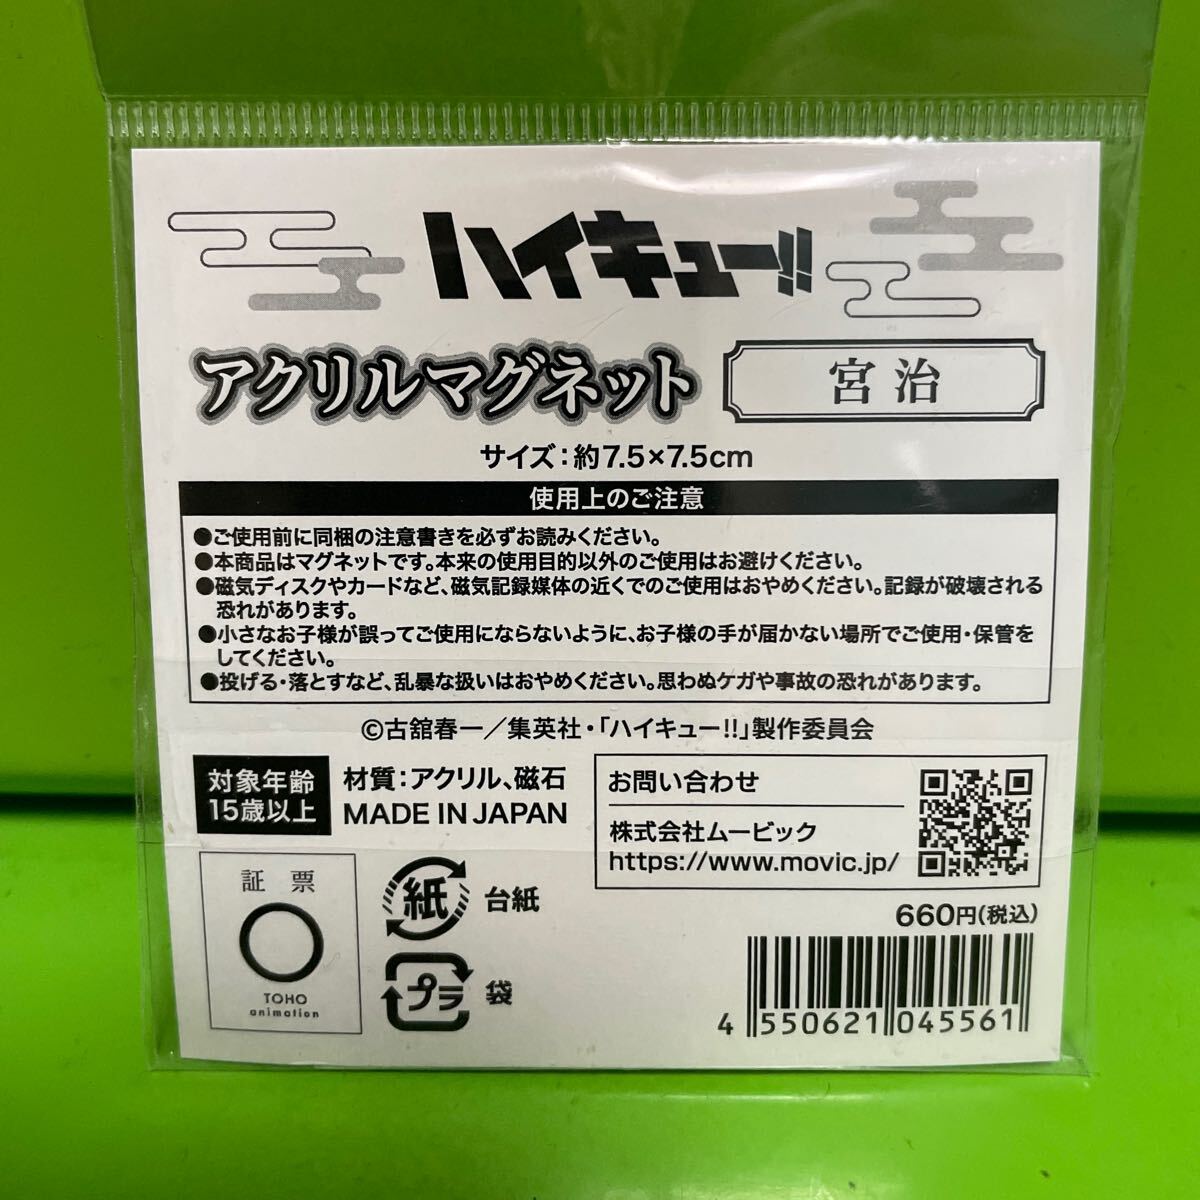 ハイキュー!!
アクリルマグネット
宮 治
サイズ：約7.5×7.5cm
使用上のご注意
●ご使用前に同梱の注意書きを必ずお読みください。
●本商品はマグネットです。本来の使用目的以外のご使用はお避けください。
●磁気ディスクやカードなど、磁気記録媒体の近くでのご使用はおやめください。記録が破壊される
恐れがあります。
●小さなお子様が誤ってご使用にならないように、お子様の手が届かない場所でご使用・保管を
してください。
●投げる・落とすなど、乱暴な扱いはおやめください。思わぬケガや事故の恐れがあります。
©古舘春一／集英社・「ハイキュー!!」製作委員会
対象年齢
15歳以上
材質：アクリル、磁石
MADE IN JAPAN
お問い合わせ
株式会社ムービック
https://www.movic.jp/
証 票
TOHO
animation
紙 台紙
プラ 袋
660円(税込)
4 550621 045561